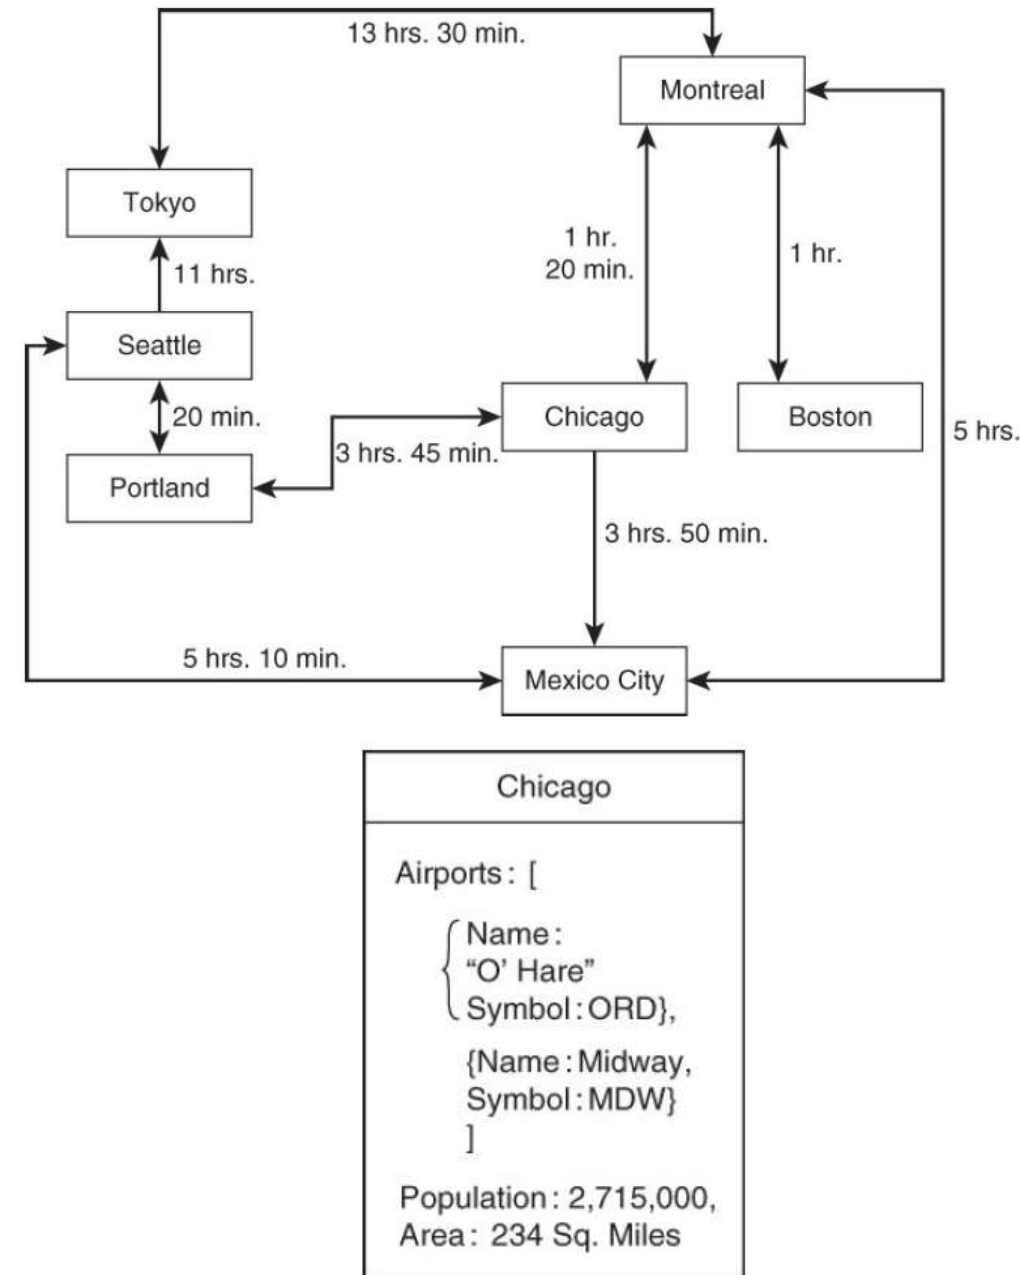 13 hrs. 30 min.
Montreal
Tokyo
1 hr.
20 min.
1 hr.
11 hrs.
Seattle
20 min.
Chicago
Boston
5 hrs.
3 hrs. 45 min.
Portland
3 hrs. 50 min.
5 hrs. 10 min.
Mexico City
Chicago
Airports: [
{Name:
“O’ Hare”
Symbol:ORD},
{Name:Midway,
Symbol:MDW}
]
Population: 2,715,000,
Area: 234 Sq. Miles